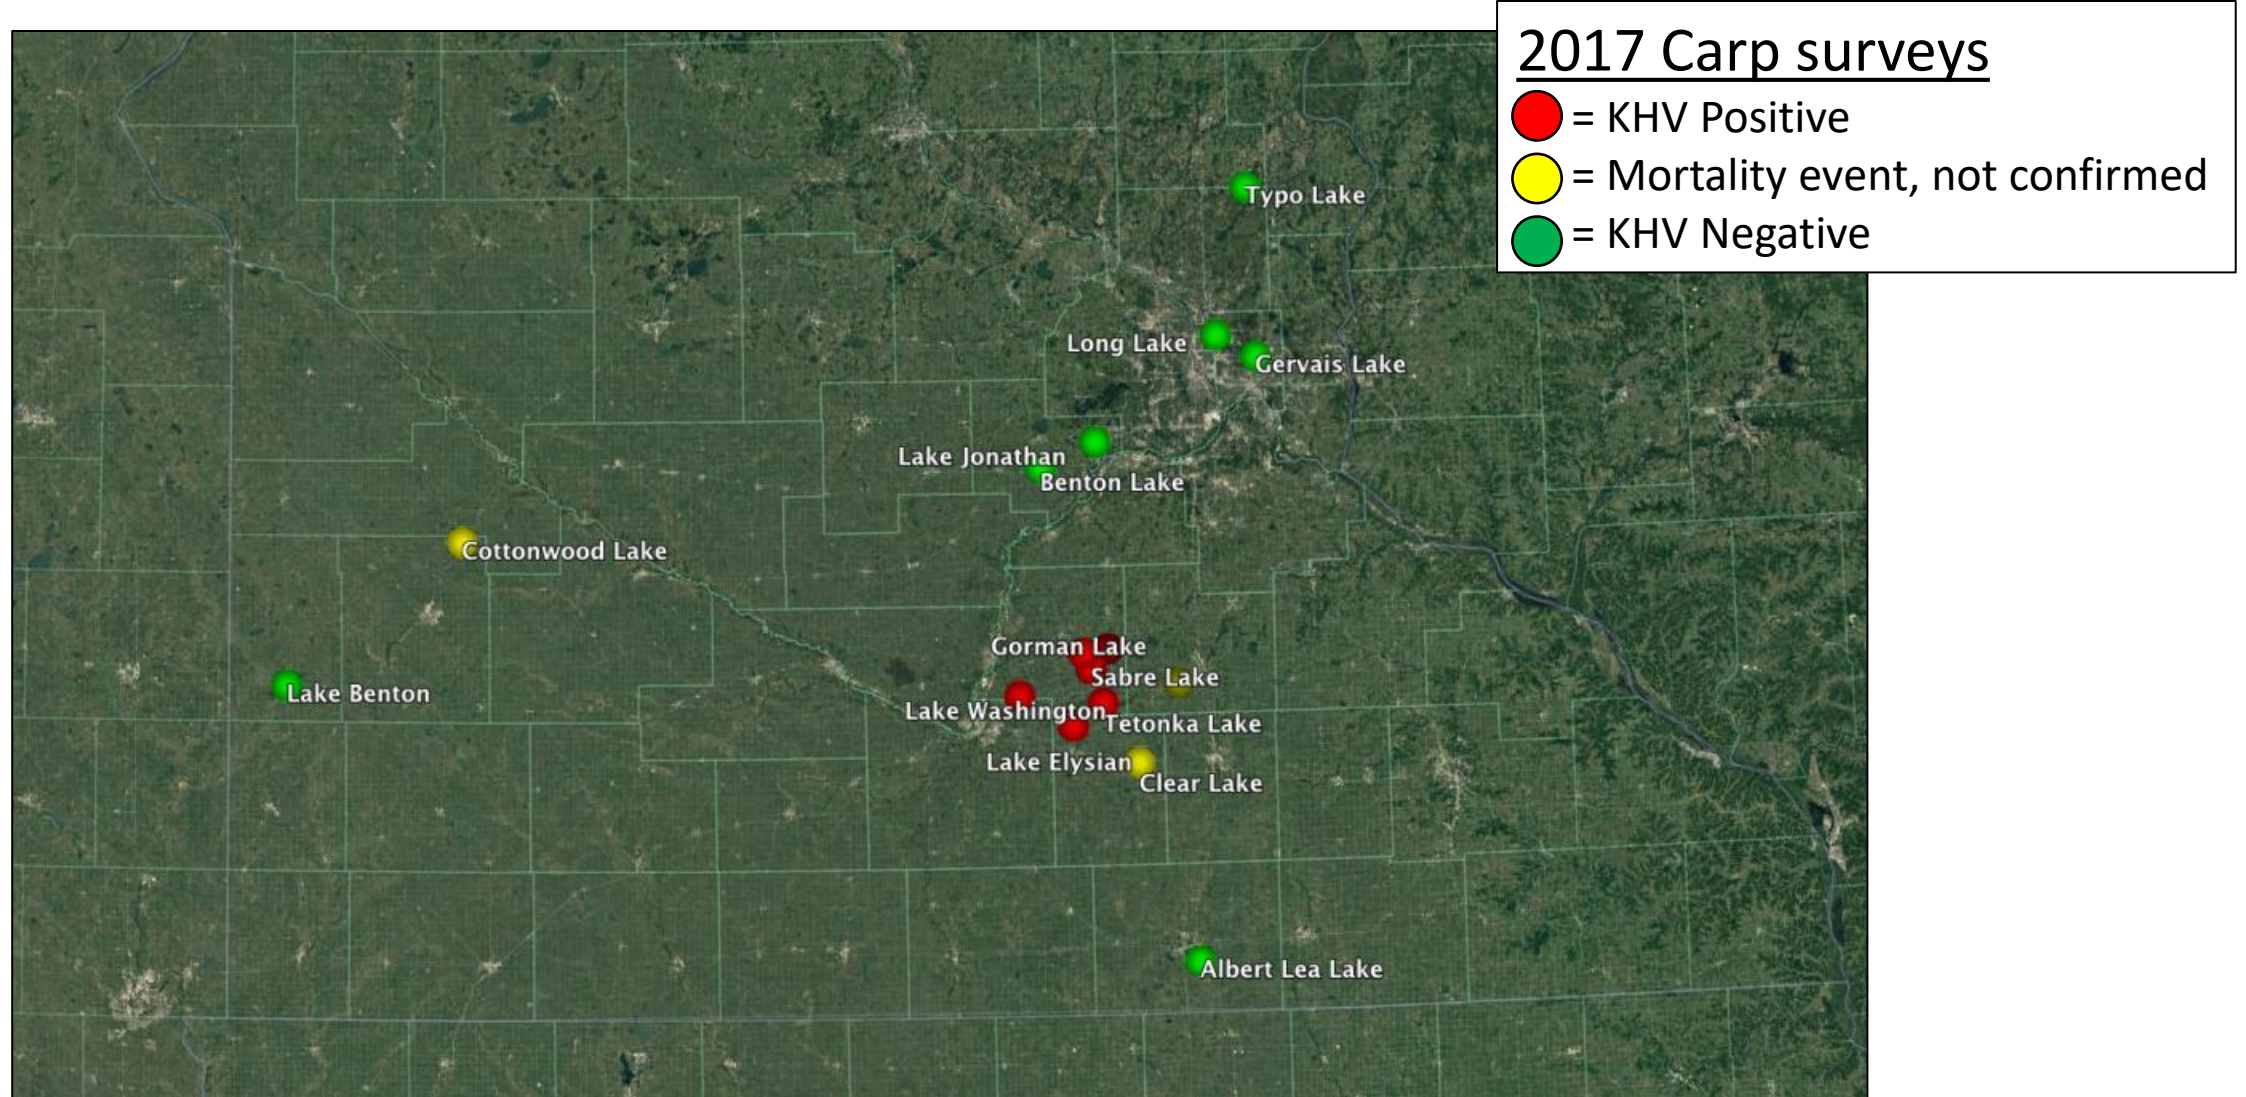 2017 Carp surveys
= KHV Positive
= Mortality event, not confirmed
= KHV Negative
Typo Lake
Long Lake
Gervais Lake
Lake Jonathan
Benton Lake
Cottonwood Lake
Gorman Lake
Sabre Lake
Lake Benton
Lake Washington
Tetonka Lake
Lake Elysian
Clear Lake
Albert Lea Lake